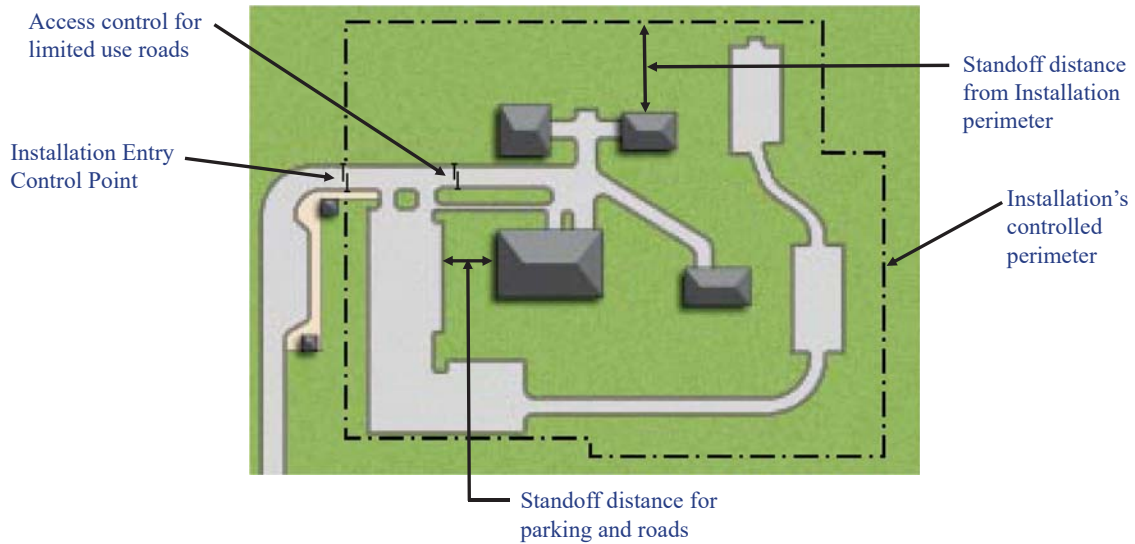 Access control for
limited use roads
Installation Entry
Control Point
Standoff distance
from Installation
perimeter
Installation's
controlled
perimeter
Standoff distance for
parking and roads